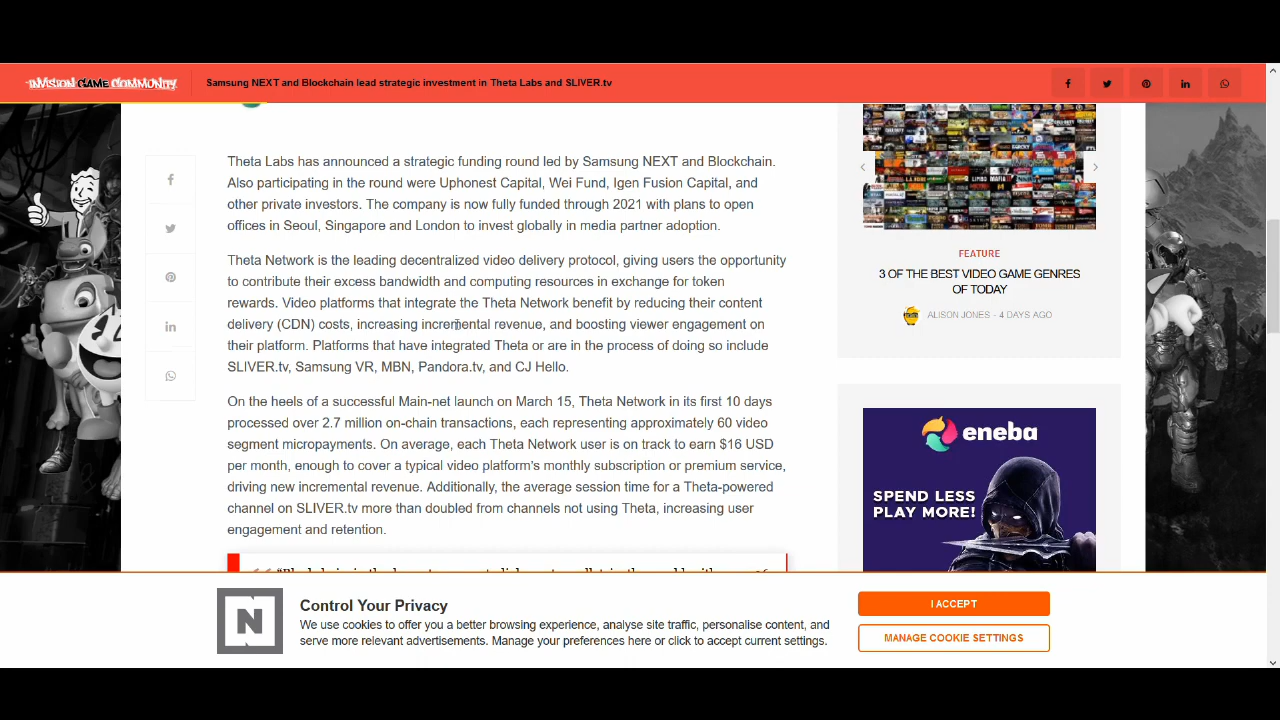 INVISION GAME COMMUNITY
Samsung NEXT and Blockchain lead strategic investment in Theta Labs and SLIVER.tv
Theta Labs has announced a strategic funding round led by Samsung NEXT and Blockchain.
Also participating in the round were Uphonest Capital, Wei Fund, Igen Fusion Capital, and
other private investors. The company is now fully funded through 2021 with plans to open
offices in Seoul, Singapore and London to invest globally in media partner adoption.
Theta Network is the leading decentralized video delivery protocol, giving users the opportunity
to contribute their excess bandwidth and computing resources in exchange for token
rewards. Video platforms that integrate the Theta Network benefit by reducing their content
delivery (CDN) costs, increasing incremental revenue, and boosting viewer engagement on
their platform. Platforms that have integrated Theta or are in the process of doing so include
SLIVER.tv, Samsung VR, MBN, Pandora.tv, and CJ Hello.
On the heels of a successful Main-net launch on March 15, Theta Network in its first 10 days
processed over 2.7 million on-chain transactions, each representing approximately 60 video
segment micropayments. On average, each Theta Network user is on track to earn $16 USD
per month, enough to cover a typical video platform's monthly subscription or premium service,
driving new incremental revenue. Additionally, the average session time for a Theta-powered
channel on SLIVER.tv more than doubled from channels not using Theta, increasing user
engagement and retention.
FEATURE
3 OF THE BEST VIDEO GAME GENRES
OF TODAY
ALISON JONES - 4 DAYS AGO
eneba
SPEND LESS
PLAY MORE!
N
Control Your Privacy
We use cookies to offer you a better browsing experience, analyse site traffic, personalise content, and
serve more relevant advertisements. Manage your preferences here or click to accept current settings.
I ACCEPT
MANAGE COOKIE SETTINGS